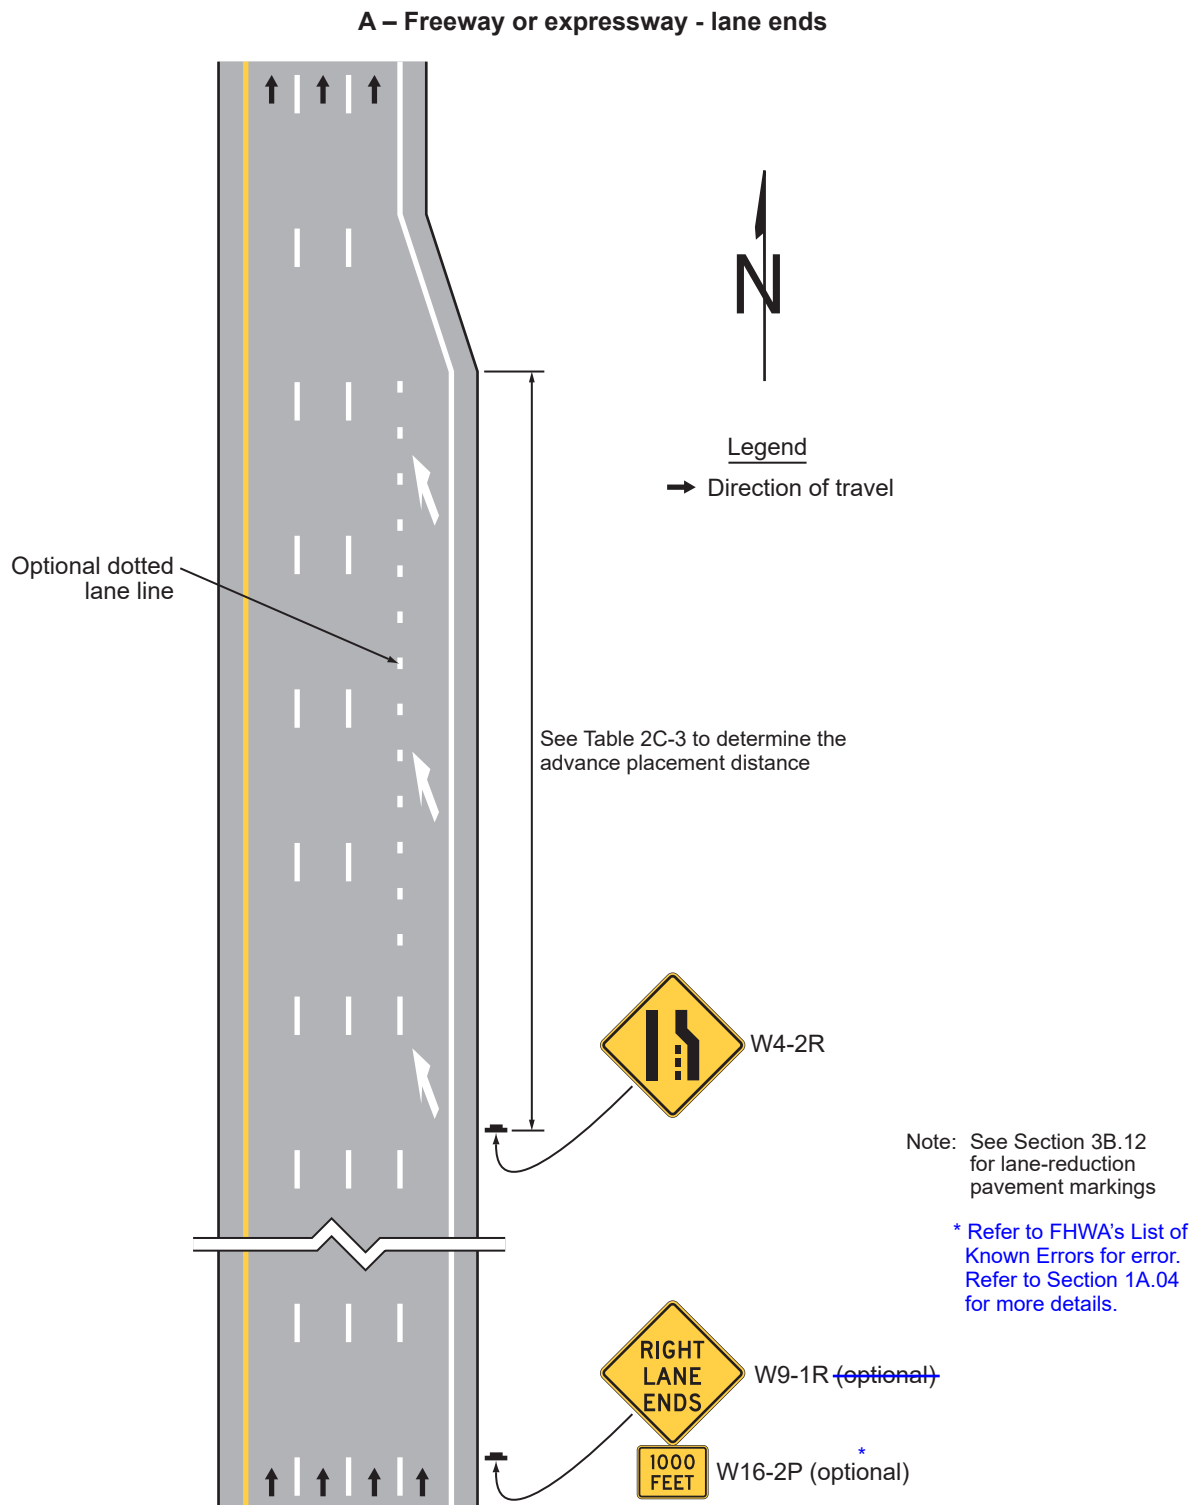 A – Freeway or expressway - lane ends
N
Legend
Direction of travel
Optional dotted
lane line
See Table 2C-3 to determine the
advance placement distance
W4-2R
Note: See Section 3B.12
for lane-reduction
pavement markings
* Refer to FHWA's List of
Known Errors for error.
Refer to Section 1A.04
for more details.
RIGHT
LANE
ENDS
W9-1R (optional)
1000
FEET
*
W16-2P (optional)